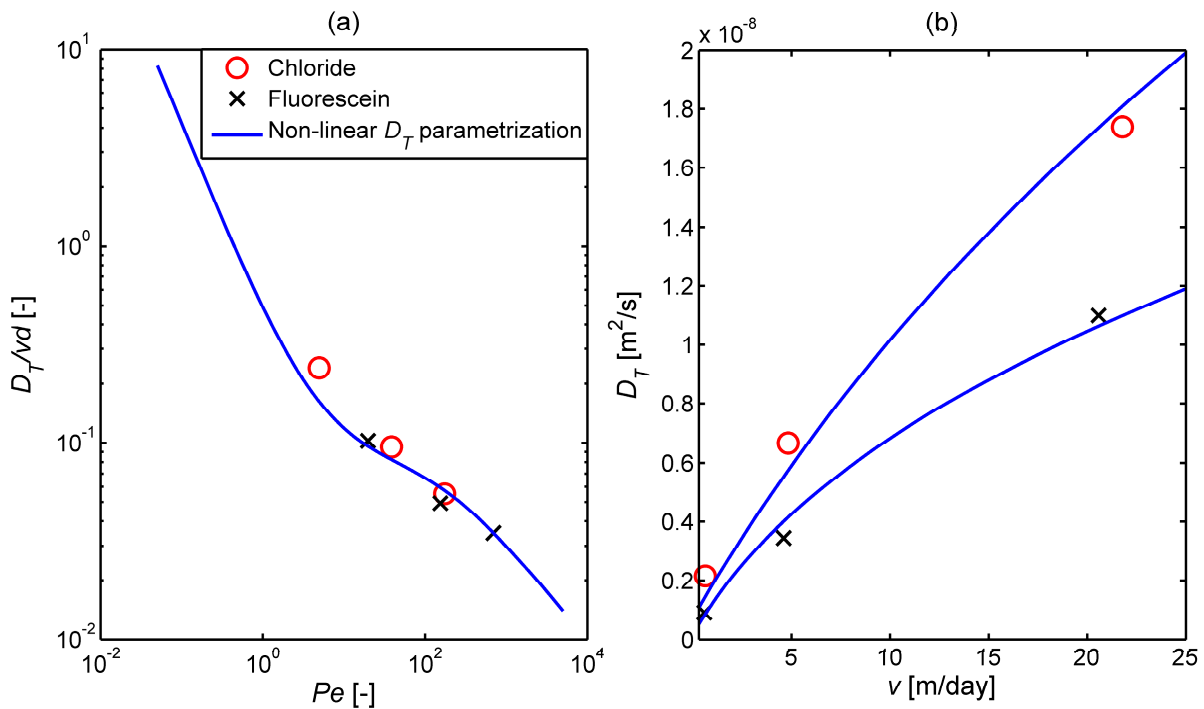 (a)
10^1
10^0
10^-1
10^-2
D_T/vd [-]
10^-2
10^0
10^2
10^4
Pe [-]
Chloride
Fluorescein
Non-linear D_T parametrization
(b)
x 10^-8
2
1.8
1.6
1.4
1.2
1
0.8
0.6
0.4
0.2
0
D_T [m^2/s]
5
10
15
20
25
v [m/day]